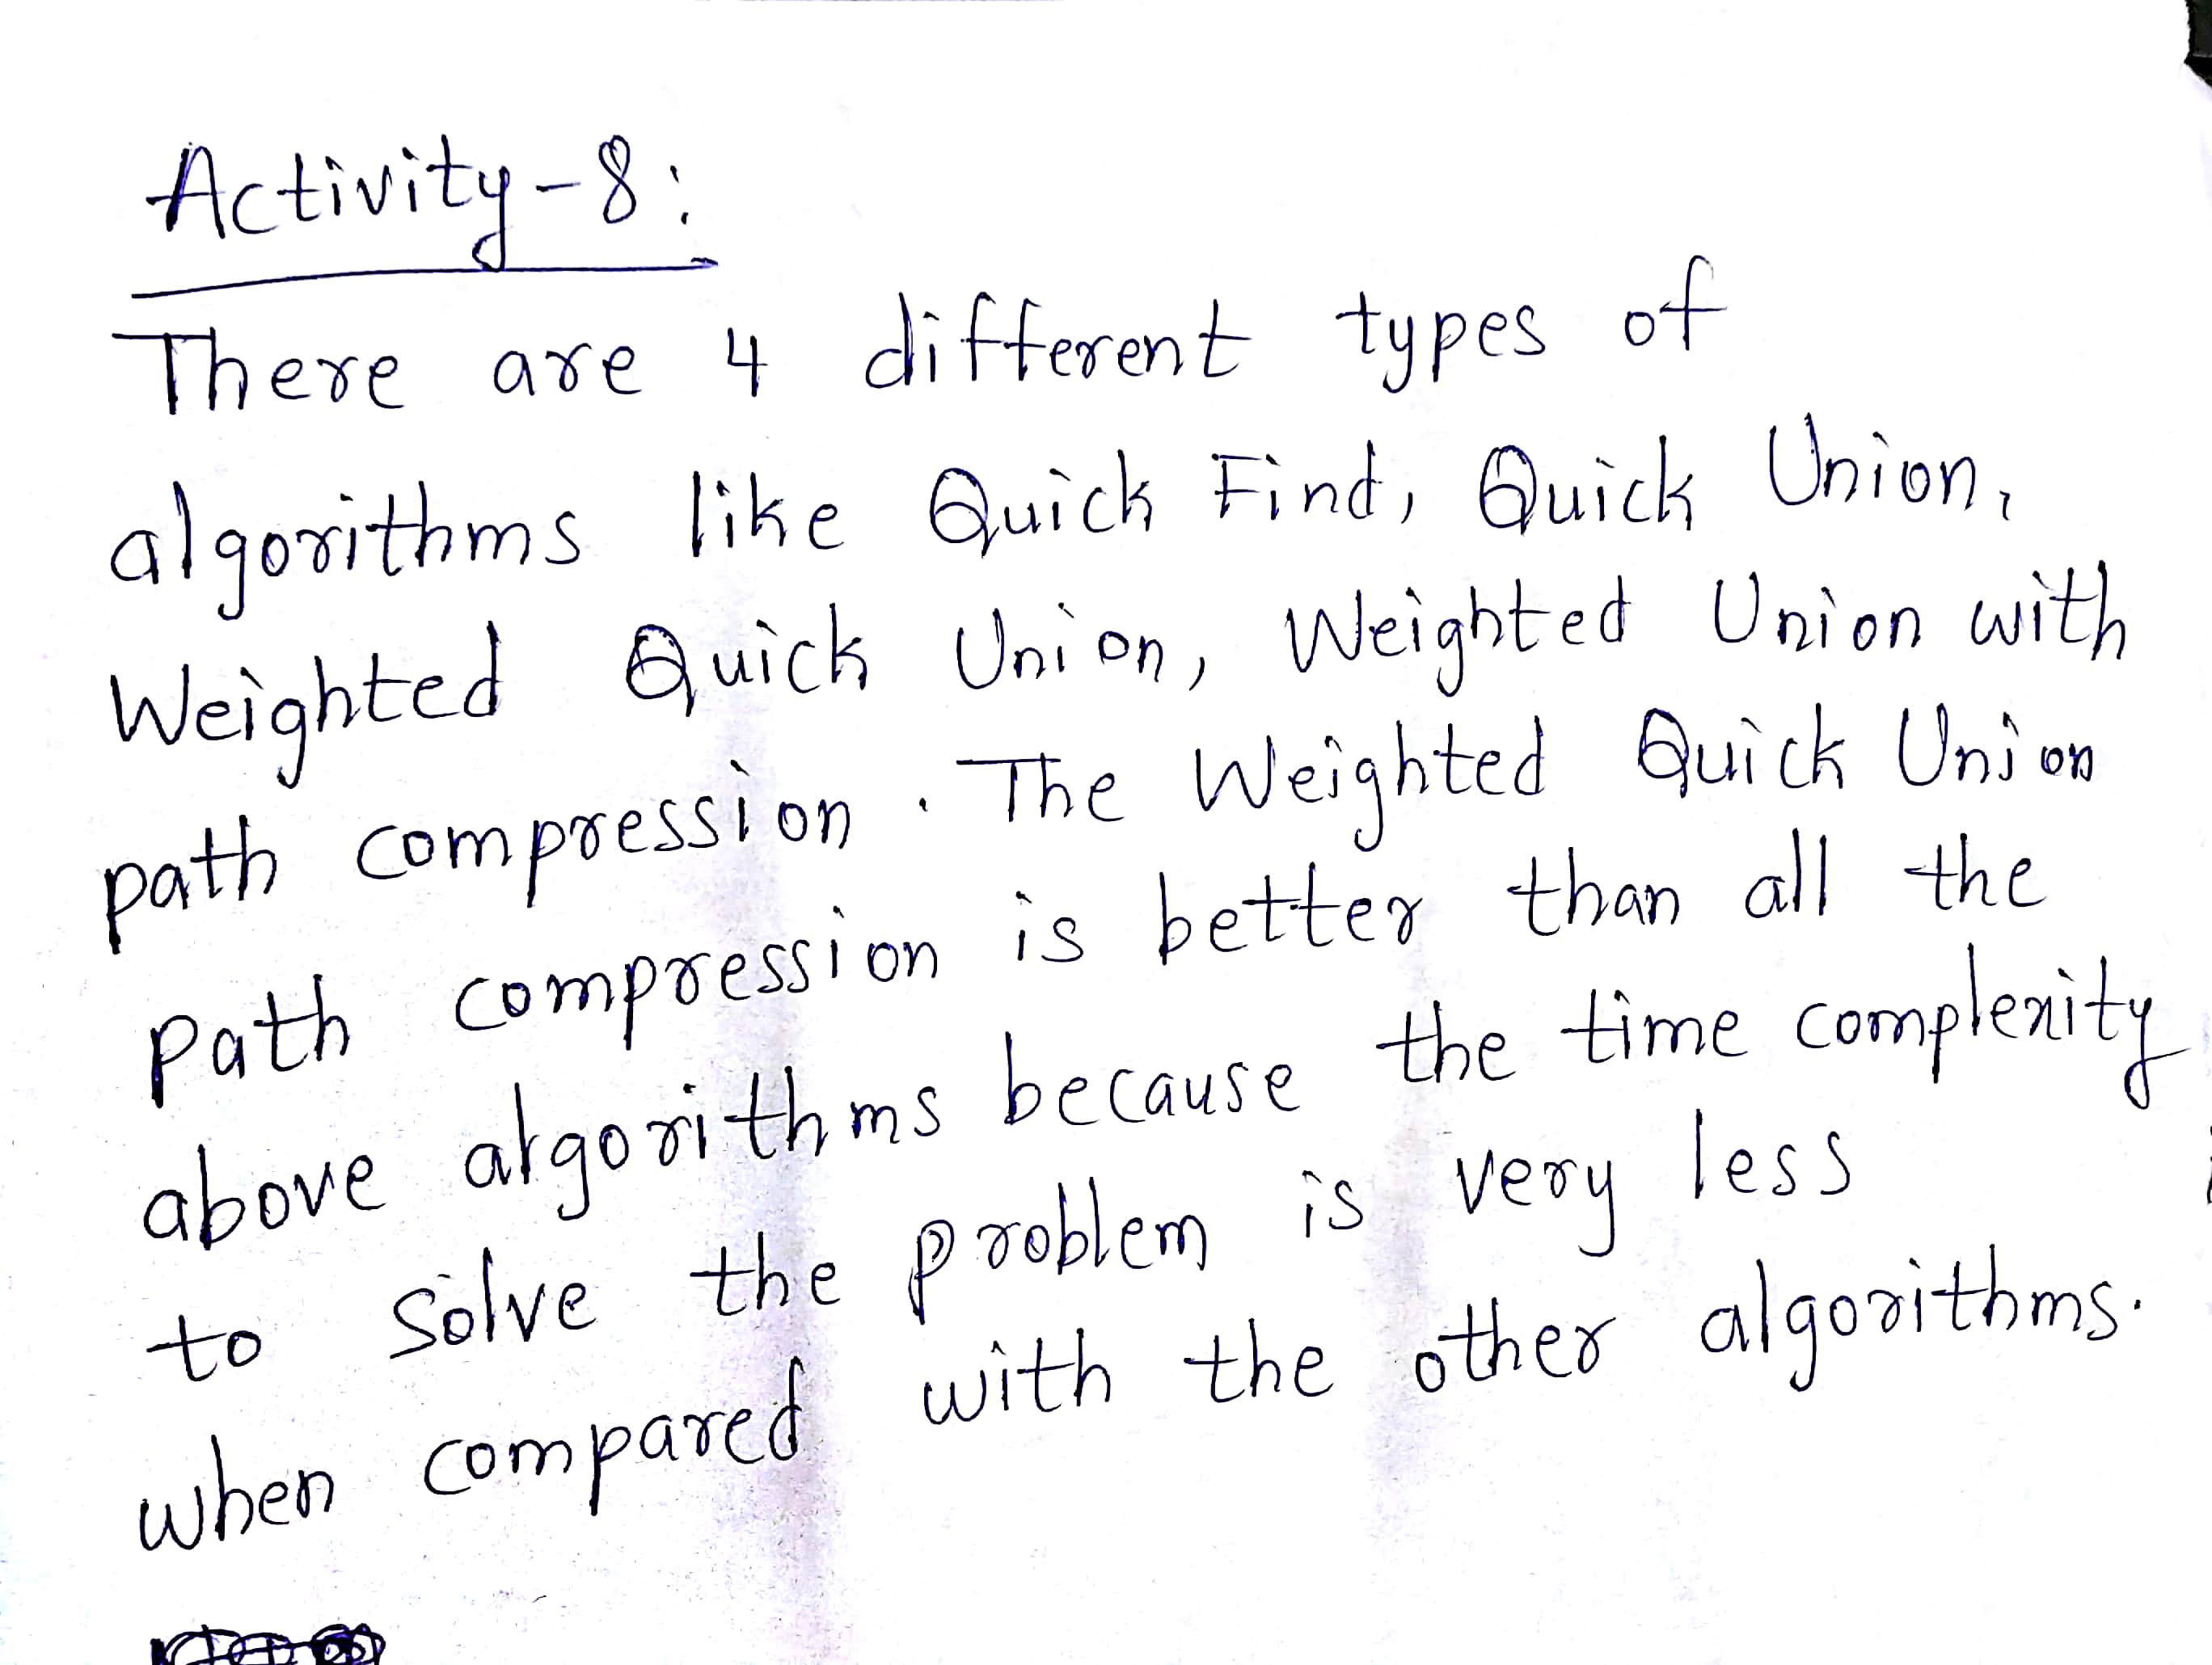 Activity-8:
There are 4 different types of
algorithms like Quick Find, Quick Union,
Weighted Quick Union, Weighted Union with
path compression. The Weighted Quick Union
path compression is better than all the
above algorithms because the time complexity
to solve the problem is very less
when compared with the other algorithms.